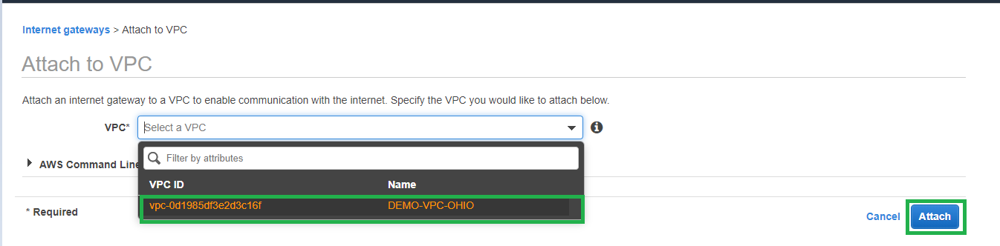 Internet gateways > Attach to VPC
Attach to VPC
Attach an internet gateway to a VPC to enable communication with the internet. Specify the VPC you would like to attach below.
VPC* Select a VPC
Filter by attributes
AWS Command Line
VPC ID Name
vpc-0d1985df3e2d3c16f DEMO-VPC-OHIO
* Required
Cancel Attach